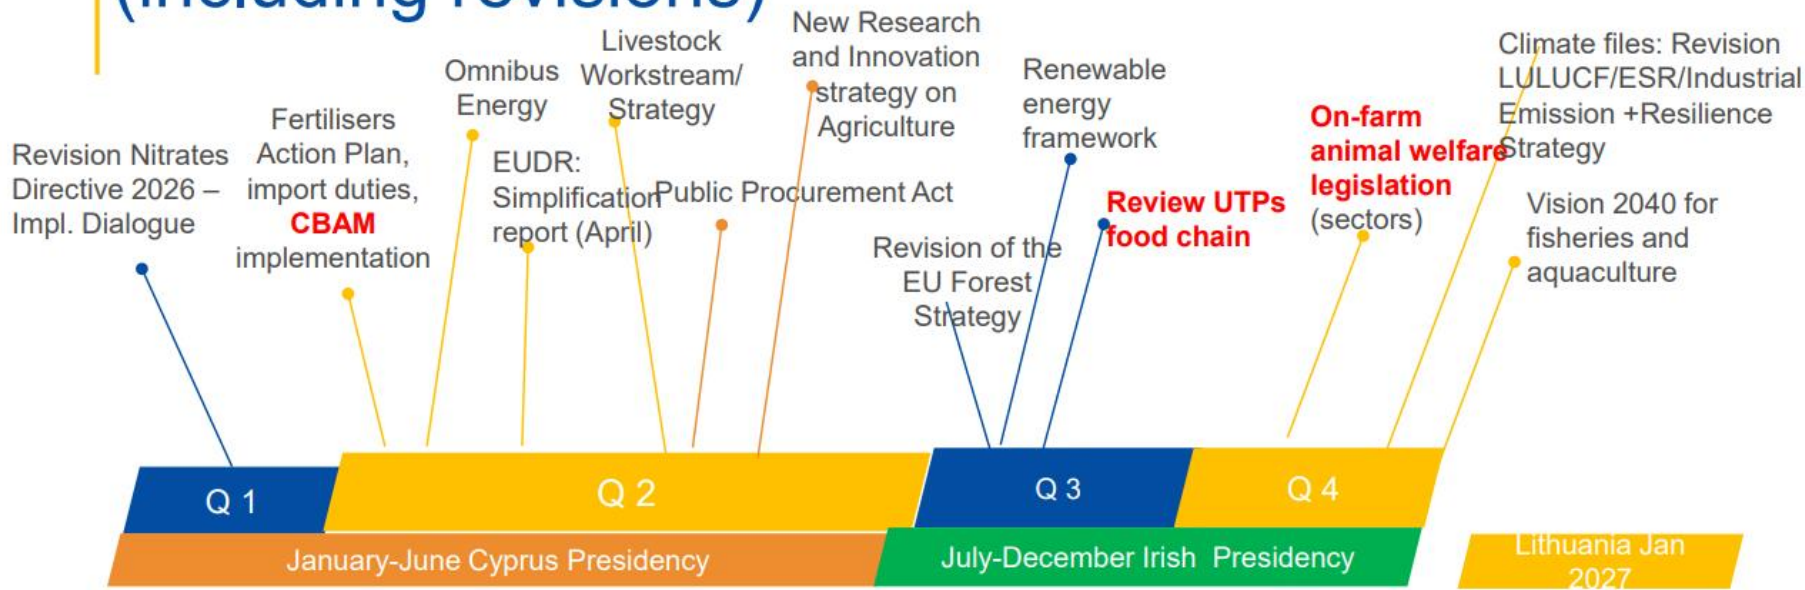 (including revisions)
Revision Nitrates
Directive 2026 –
Impl. Dialogue
Fertilisers
Action Plan,
import duties,
CBAM
implementation
Omnibus
Energy
EUDR:
Simplification
report (April)
Livestock
Workstream/
Strategy
Public Procurement Act
New Research
and Innovation
strategy on
Agriculture
Revision of the
EU Forest
Strategy
Renewable
energy
framework
Review UTPs
food chain
On-farm
animal welfare
legislation
(sectors)
Climate files: Revision
LULUCF/ESR/Industrial
Emission +Resilience
Strategy
Vision 2040 for
fisheries and
aquaculture
Q 1
Q 2
Q 3
Q 4
January-June Cyprus Presidency
July-December Irish Presidency
Lithuania Jan
2027